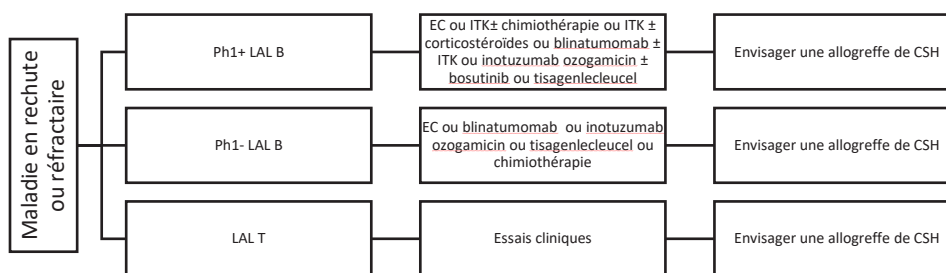 Maladie en rechute
ou réfractaire
Ph1+ LAL B
EC ou ITK± chimiothérapie ou ITK ±
corticostéroïdes ou blinatumomab ±
ITK ou inotuzumab ozogamicin ±
bosutinib ou tisagenlecleucel
Envisager une allogreffe de CSH
Ph1- LAL B
EC ou blinatumomab ou inotuzumab
ozogamicin ou tisagenlecleucel ou
chimiothérapie
Envisager une allogreffe de CSH
LAL T
Essais cliniques
Envisager une allogreffe de CSH